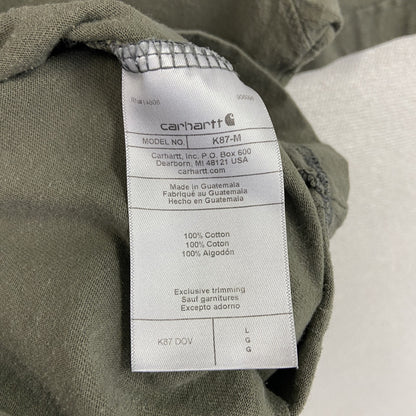 carhartt
MODEL NO. K87-M
Carhartt, Inc. P.O. Box 600
Dearborn, MI 48121 USA
carhartt.com
Made in Guatemala
Fabriqué au Guatemala
Hecho en Guatemala
100% Cotton
100% Coton
100% Algodón
Exclusive trimming
Sauf garnitures
Excepto adorno
K87 DOV
L
G
G